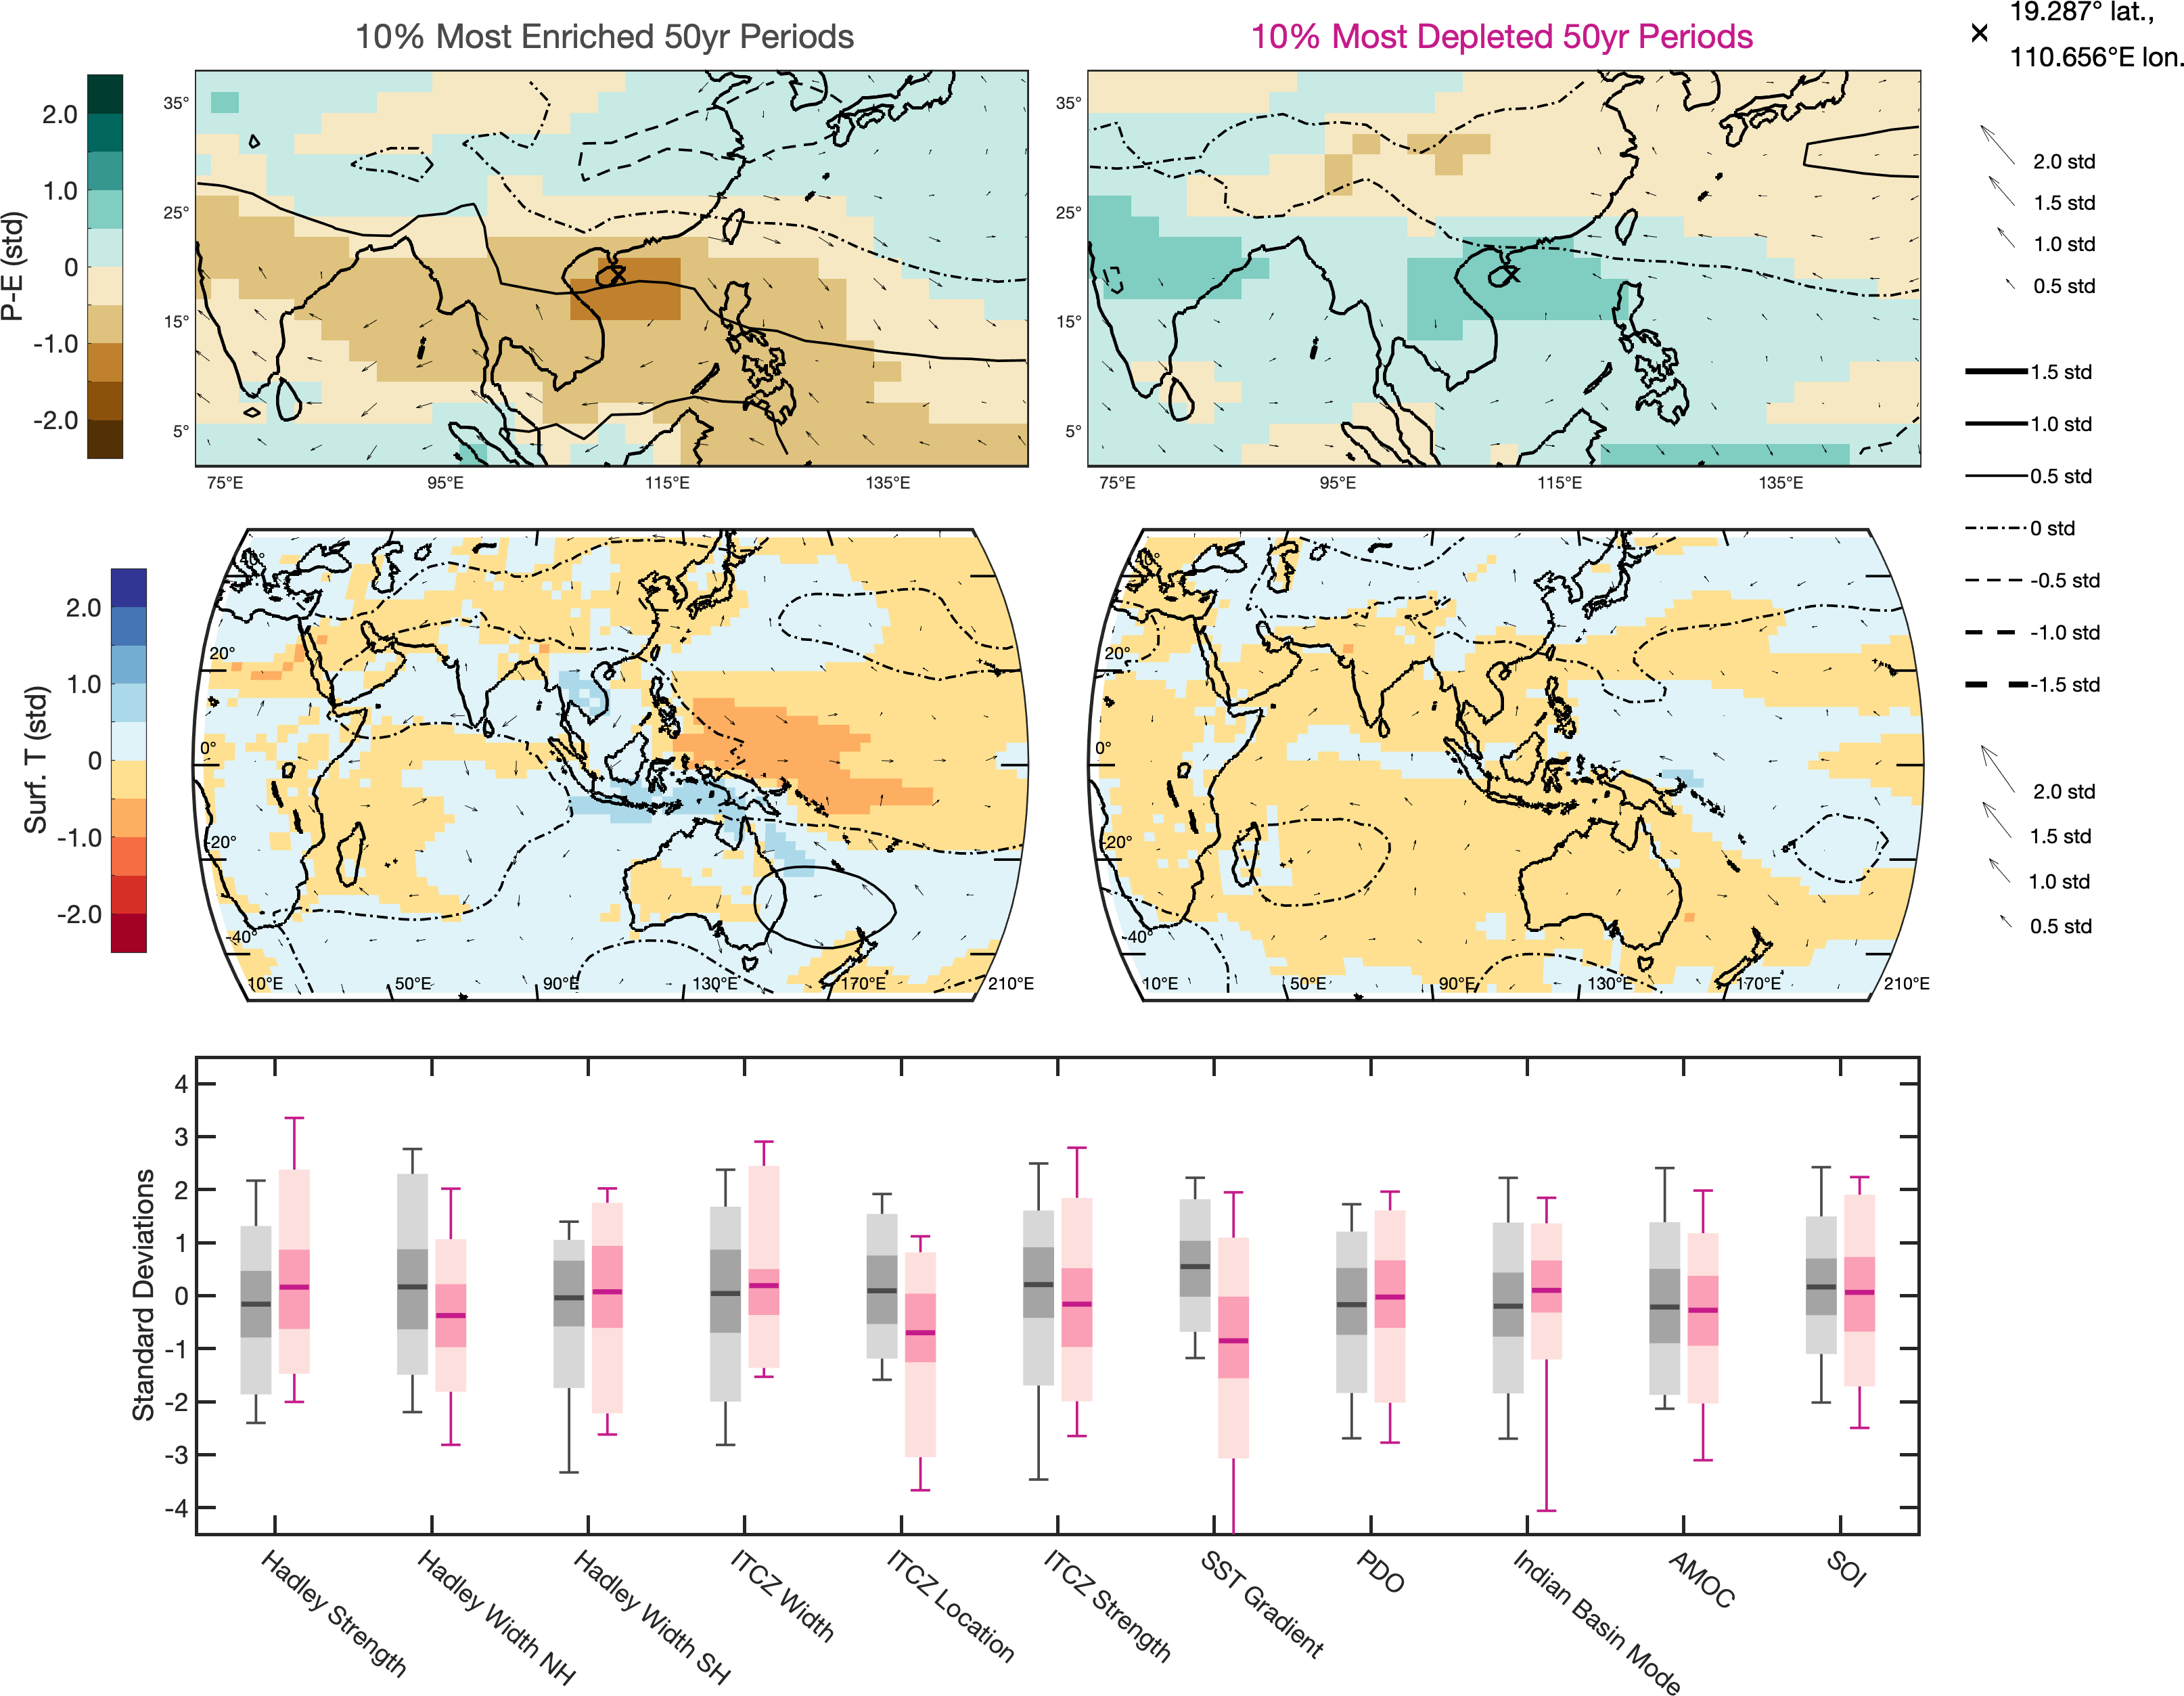 10% Most Enriched 50yr Periods
10% Most Depleted 50yr Periods
19.287° lat.,
110.656°E lon.
P-E (std)
2.0
1.0
0
-1.0
-2.0
35°
25°
15°
5°
75°E
95°E
115°E
135°E
35°
25°
15°
5°
75°E
95°E
115°E
135°E
2.0 std
1.5 std
1.0 std
0.5 std
1.5 std
1.0 std
0.5 std
0 std
-0.5 std
-1.0 std
-1.5 std
Surf. T (std)
2.0
1.0
0
-1.0
-2.0
40°
20°
0°
-20°
-40°
10°E
50°E
90°E
130°E
170°E
210°E
40°
20°
0°
-20°
-40°
10°E
50°E
90°E
130°E
170°E
210°E
2.0 std
1.5 std
1.0 std
0.5 std
Standard Deviations
4
3
2
1
0
-1
-2
-3
-4
Hadley Strength
Hadley Width NH
Hadley Width SH
ITCZ Width
ITCZ Location
ITCZ Strength
SST Gradient
PDO
Indian Basin Mode
AMOC
SOI